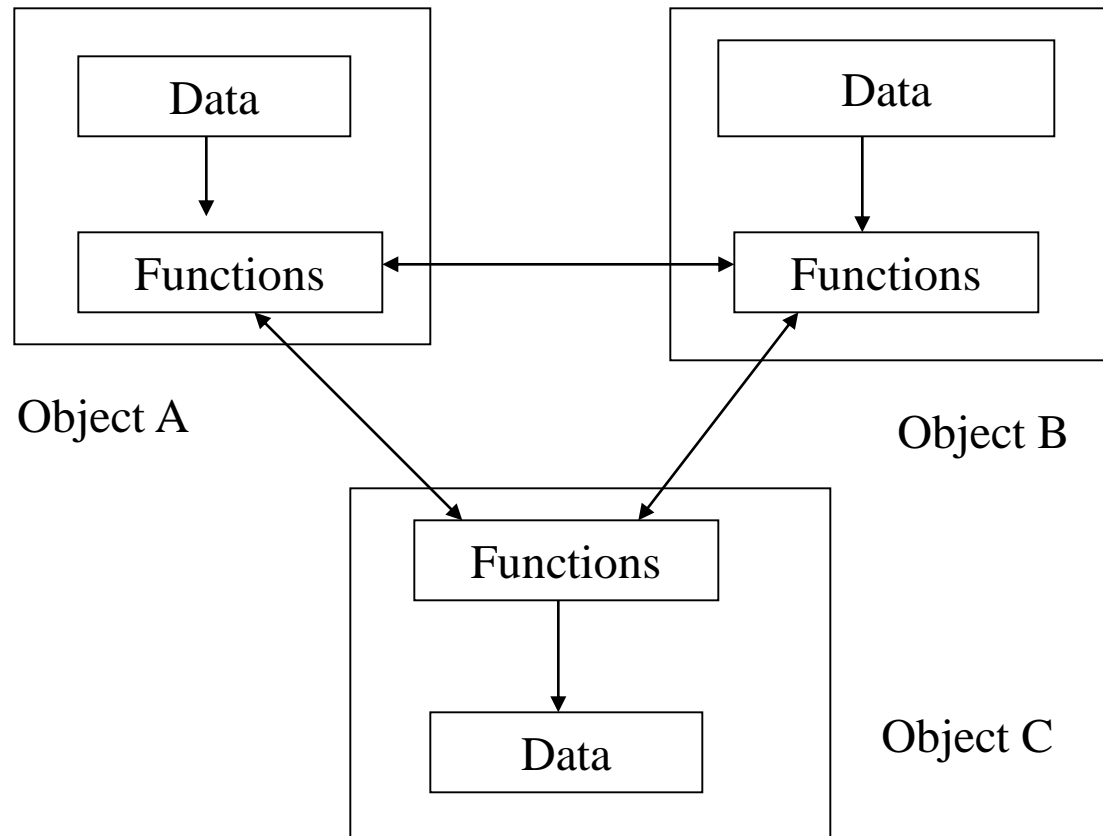 Data
Data
Functions
Functions
Object A
Object B
Functions
Object C
Data